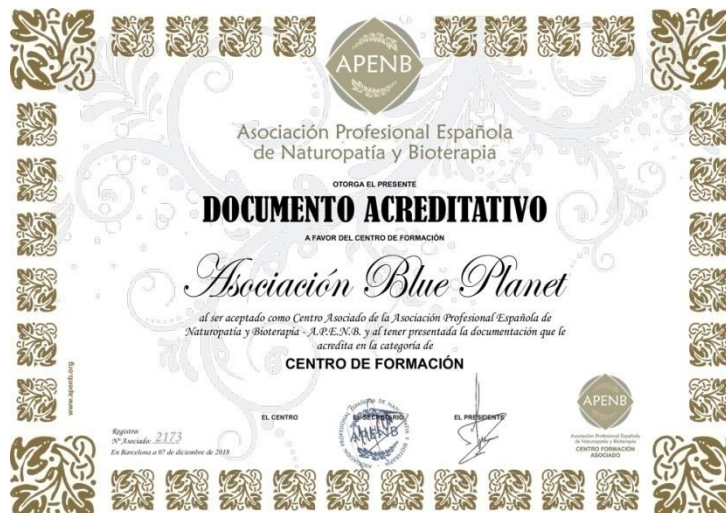 APENB
Asociación Profesional Española
de Naturopatía y Bioterapia
OTORGA EL PRESENTE
DOCUMENTO ACREDITATIVO
A FAVOR DEL CENTRO DE FORMACIÓN
Asociación Blue Planet
al ser aceptado como Centro Asociado de la Asociación Profesional Española de
Naturopatía y Bioterapia - A.P.E.N.B. y al tener presentada la documentación que le
acredita en la categoría de
CENTRO DE FORMACIÓN
www.apenb.org
EL CENTRO
EL SECRETARIO
EL PRESIDENTE
Registro:
Nº Asociado: 2173
En Barcelona a 07 de diciembre de 2018
APENB
Asociación Profesional Española
de Naturopatía y Bioterapia
CENTRO FORMACIÓN
ASOCIADO